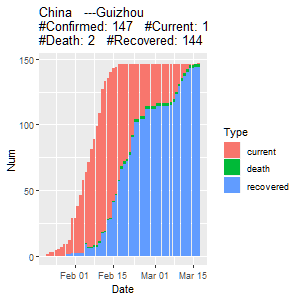 China   ---Guizhou
#Confirmed: 147   #Current: 1
#Death: 2   #Recovered: 144
150
100
50
0
Num
Feb 01
Feb 15
Mar 01
Mar 15
Date
Type
current
death
recovered